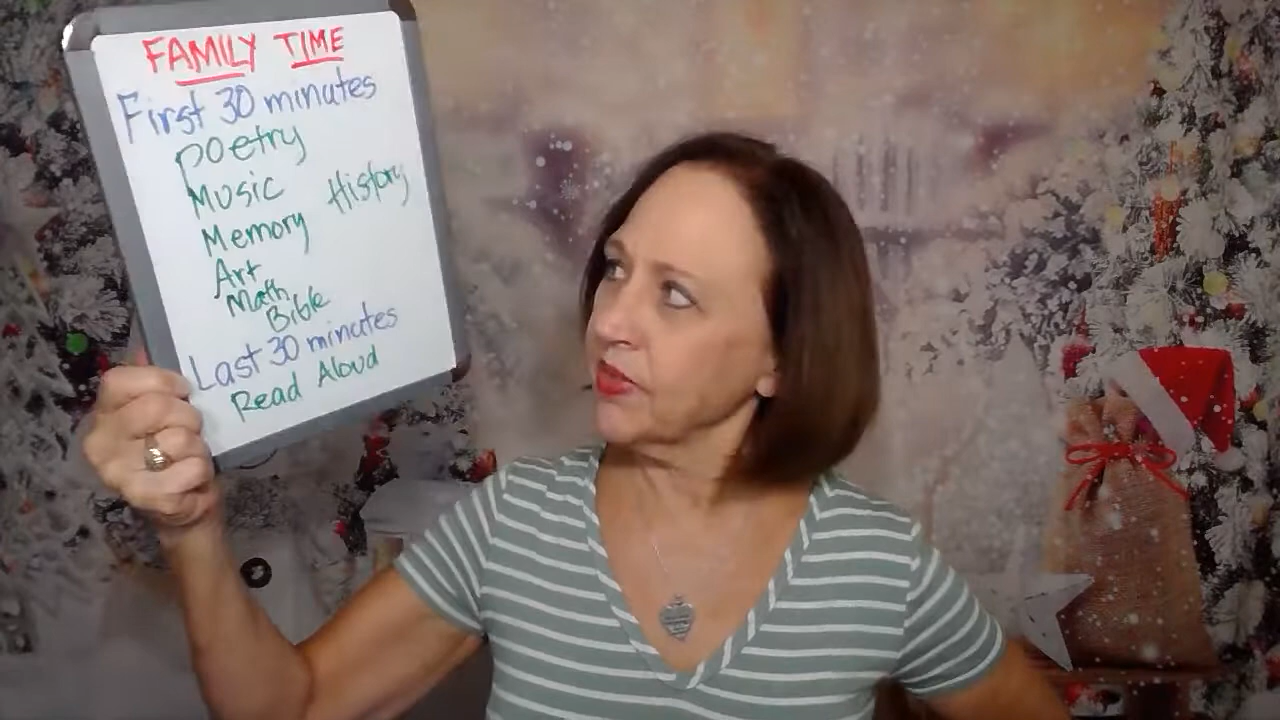 FAMILY TIME
First 30 minutes
Poetry
Music
History
Memory
Art
Math
Bible
Last 30 minutes
Read Aloud